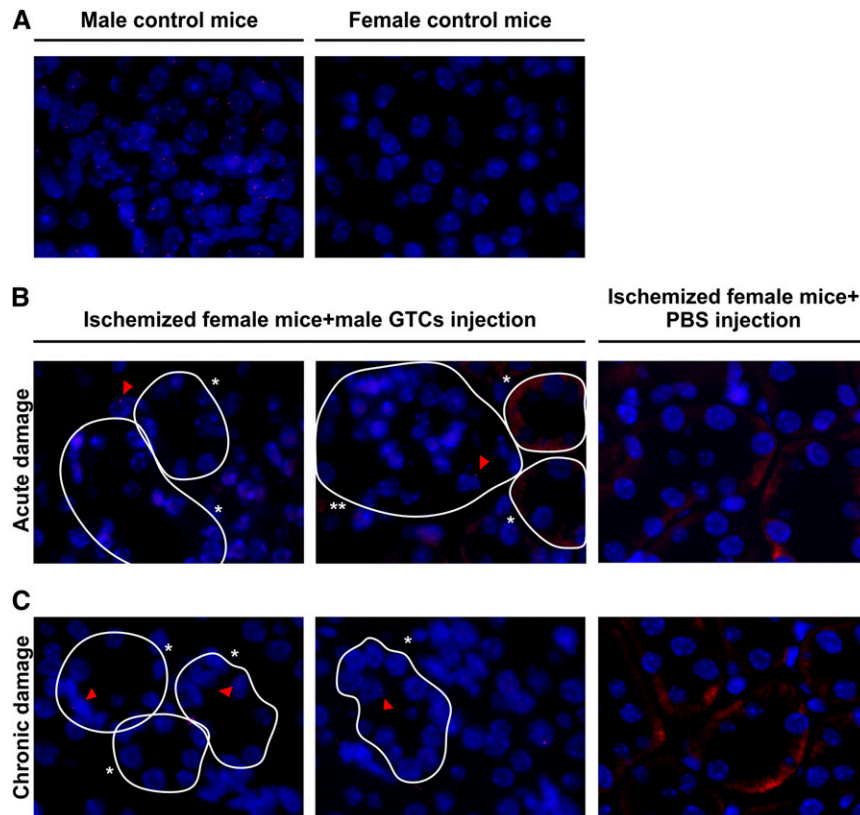 A
Male control mice
Female control mice
B
Ischemized female mice+male GTCs injection
Ischemized female mice+
PBS injection
Acute damage
*
*
*
**
*
C
Chronic damage
*
*
*
*